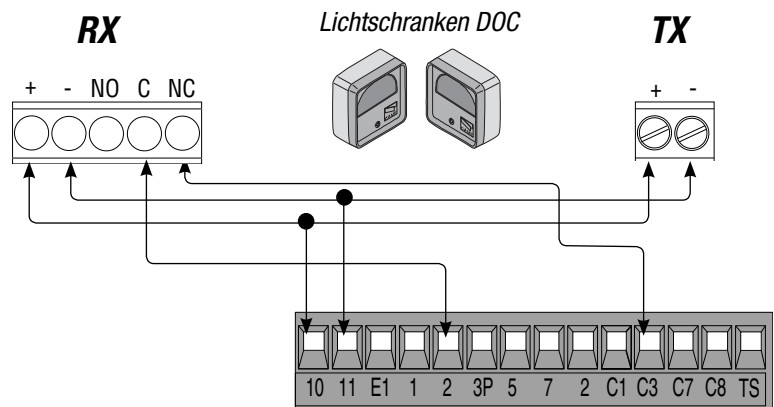 RX Lichtschranken DOC TX
+ - NO C NC + -
10 11 E1 1 2 3P 5 7 2 C1 C3 C7 C8 TS